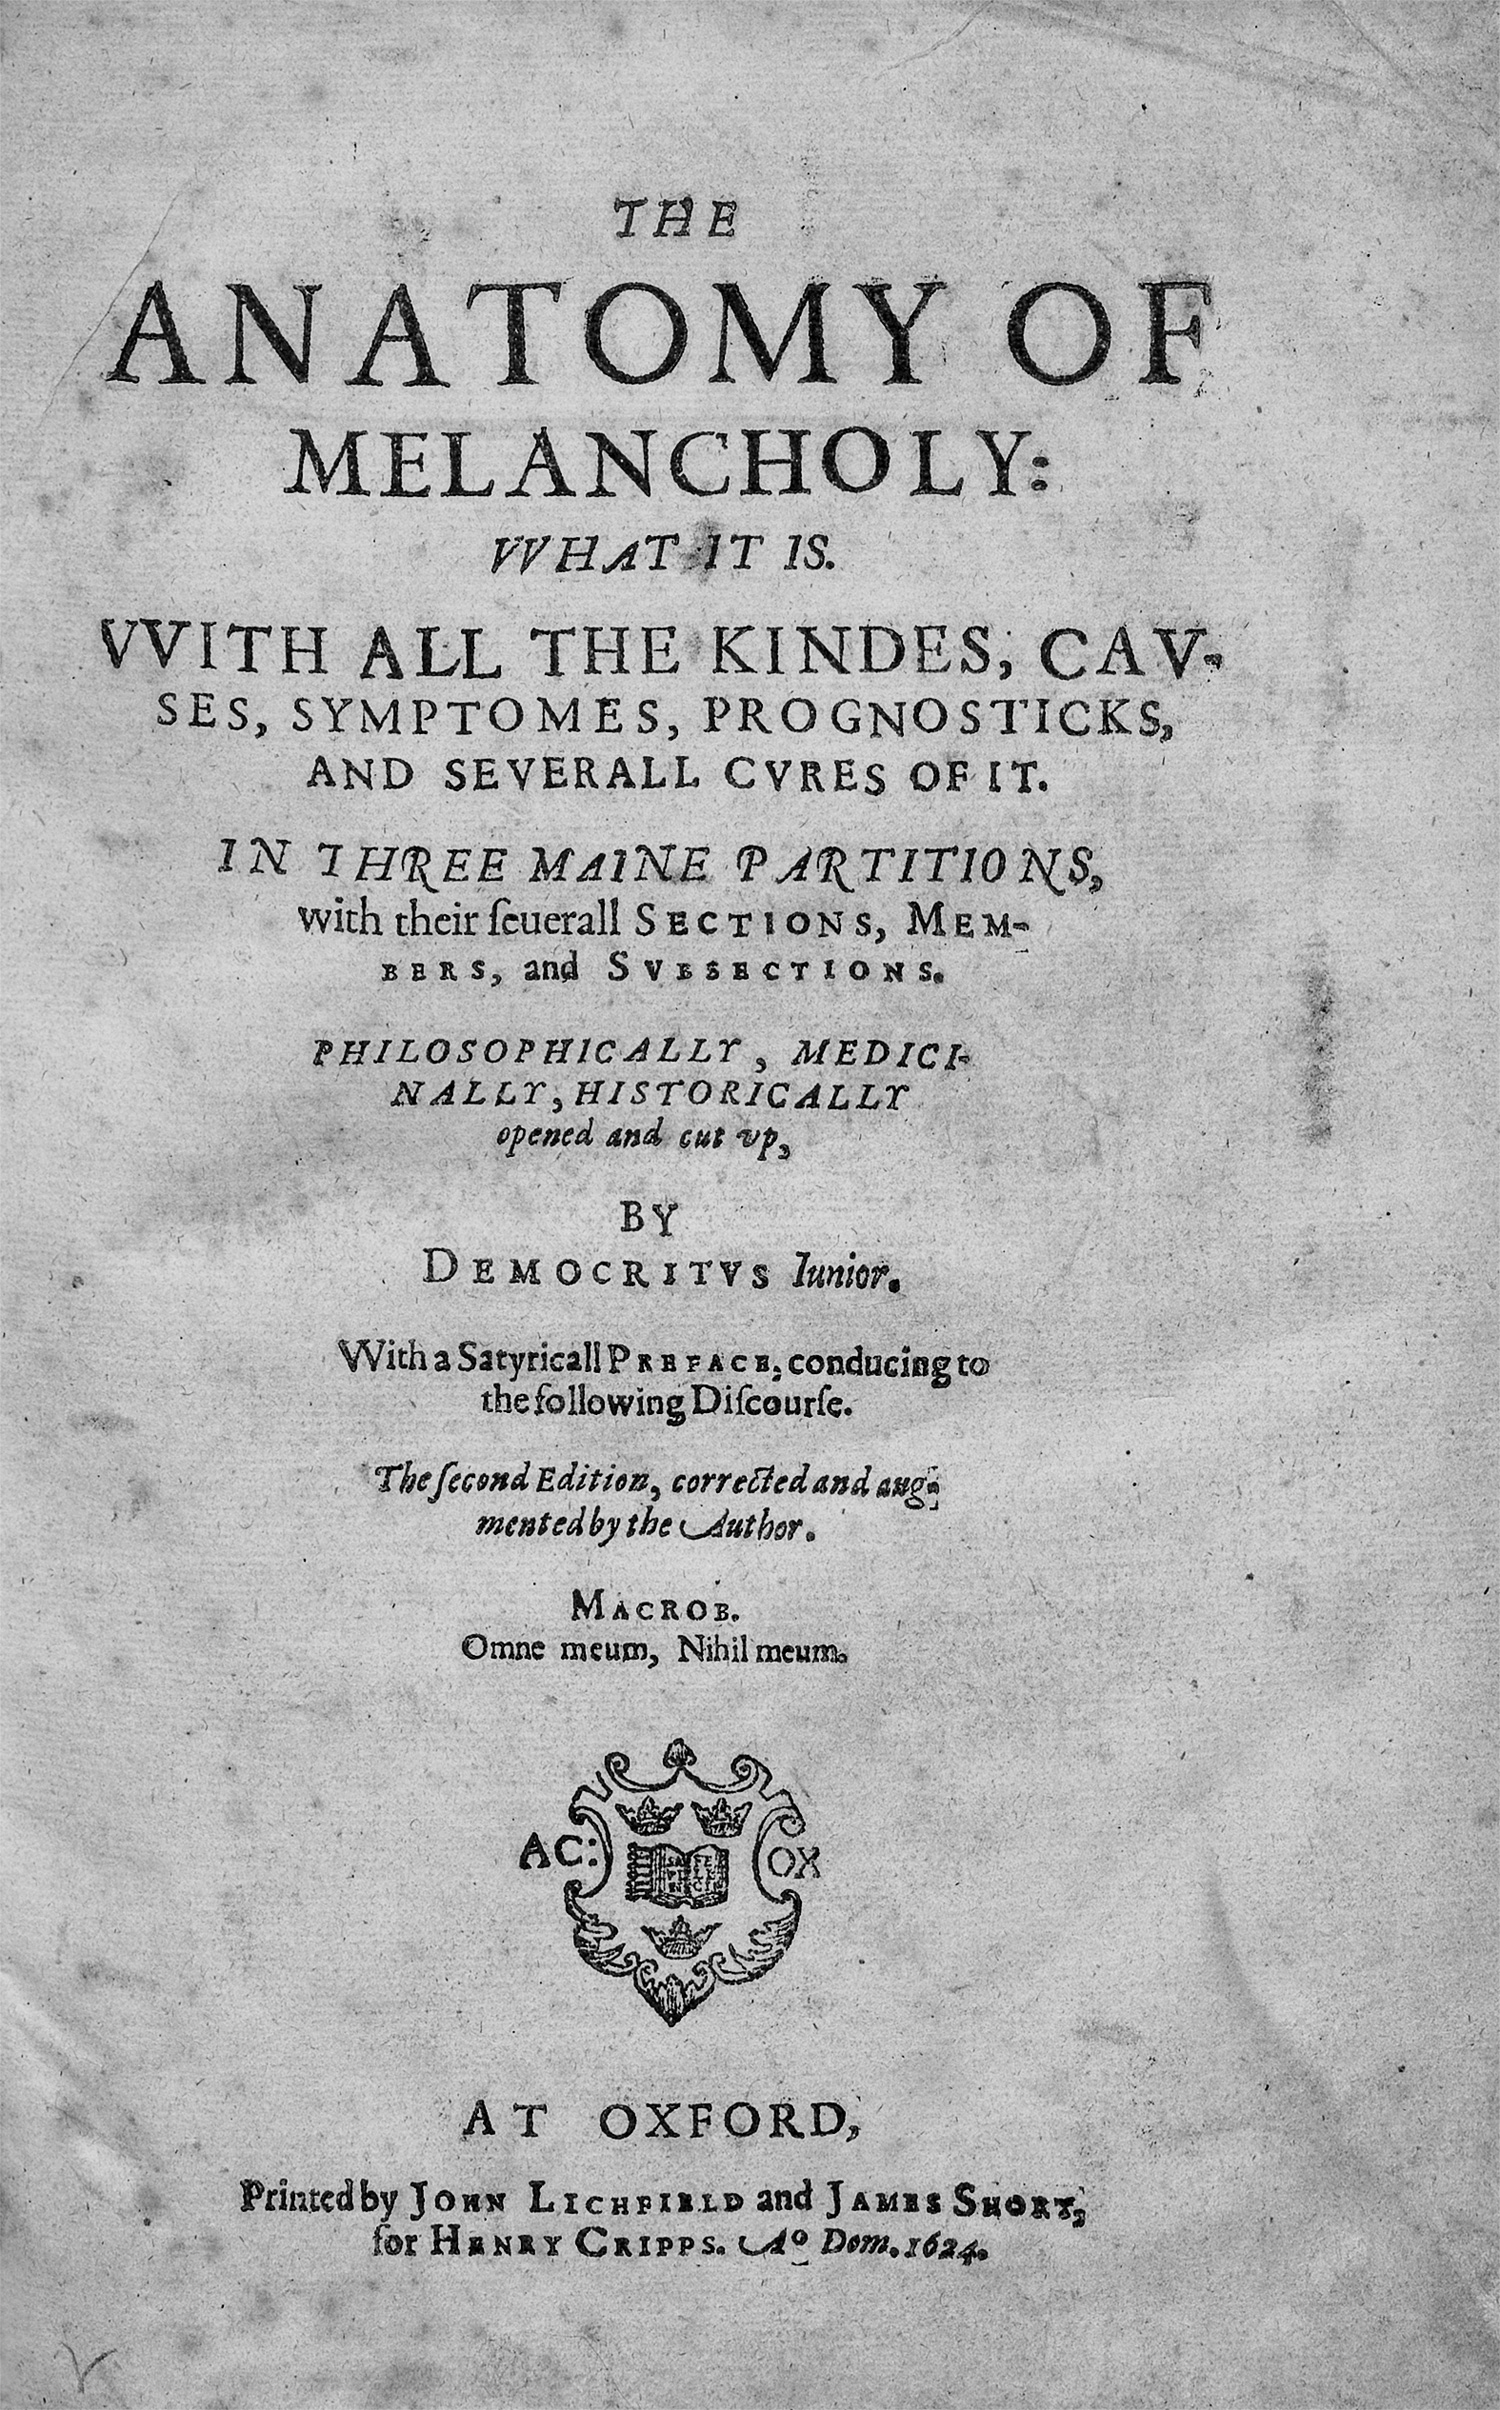 THE
ANATOMY OF
MELANCHOLY:
VVHAT IT IS.
VVITH ALL THE KINDES, CAV-
SES, SYMPTOMES, PROGNOSTICKS,
AND SEVERALL CVRES OF IT.
IN THREE MAINE PARTITIONS,
with their ſeuerall SECTIONS, MEM-
BERS, and SVBSECTIONS.
PHILOSOPHICALLY, MEDICI-
NALLY, HISTORICALLY
opened and cut vp,
BY
DEMOCRITVS Iunior.
With a Satyricall PREFACE, conducing to
the following Diſcourſe.
The ſecond Edition, corrected and aug-
mented by the Author.
MACROB.
Omne meum, Nihil meum.
AC: OX
AT OXFORD,
Printed by JOHN LICHFIELD and JAMES SHORT,
for HENRY CRIPPS. Aº Dom. 1624.